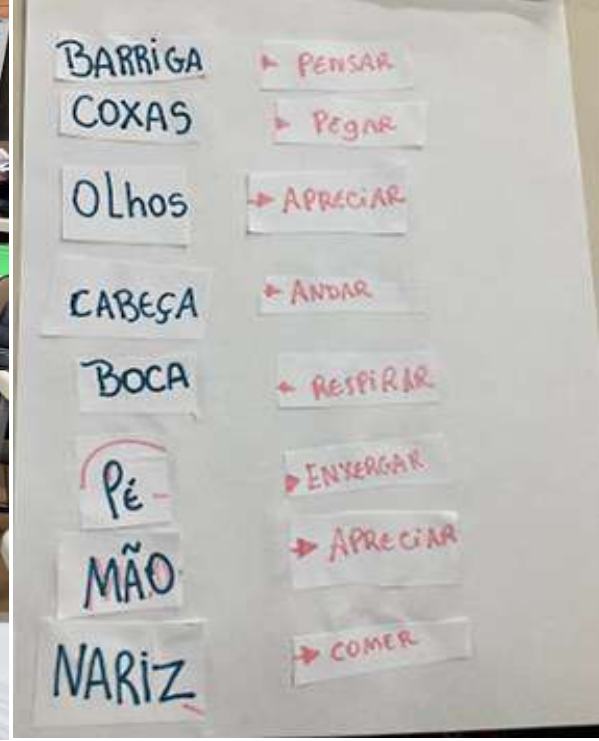 BARRIGA PENSAR
COXAS PEGAR
OLhos APRECIAR
CABEÇA ANDAR
BOCA RESPIRAR
PÉ ENXERGAR
MÃO APRECIAR
NARIZ COMER